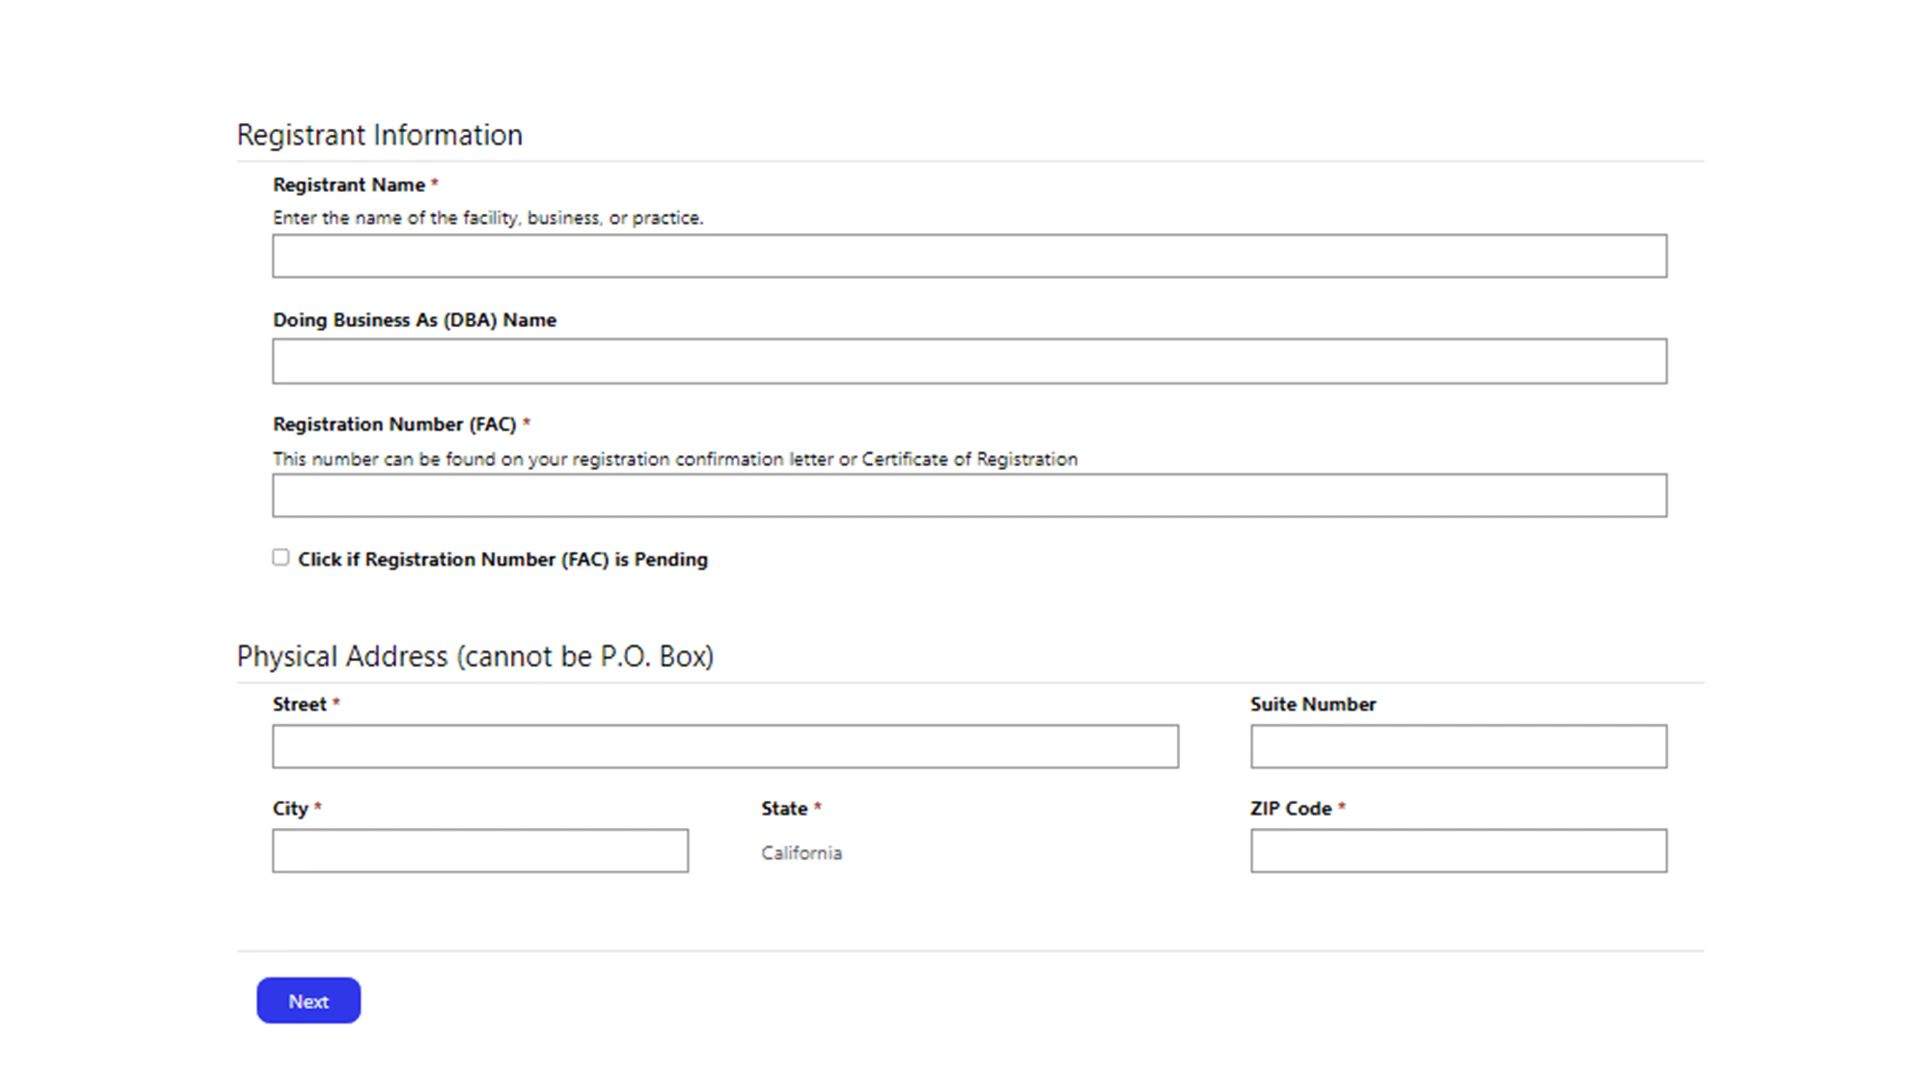 Registrant Information
Registrant Name *
Enter the name of the facility, business, or practice.
Doing Business As (DBA) Name
Registration Number (FAC) *
This number can be found on your registration confirmation letter or Certificate of Registration
Click if Registration Number (FAC) is Pending
Physical Address (cannot be P.O. Box)
Street * Suite Number
City * State * ZIP Code *
California
Next